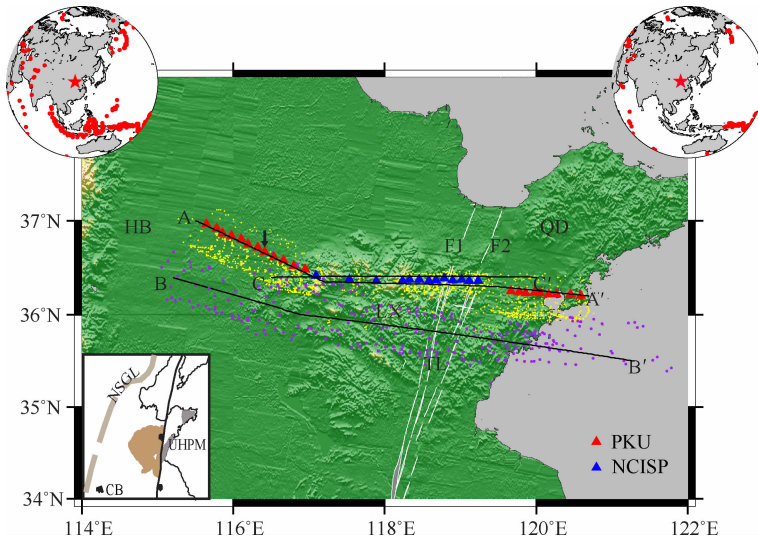 37°N
36°N
35°N
34°N
114°E
116°E
118°E
120°E
122°E
HB
A
F1
F2
QD
B
C
C'
A''
LX
TL
B'
NSGL
UHPM
CB
PKU
NCISP